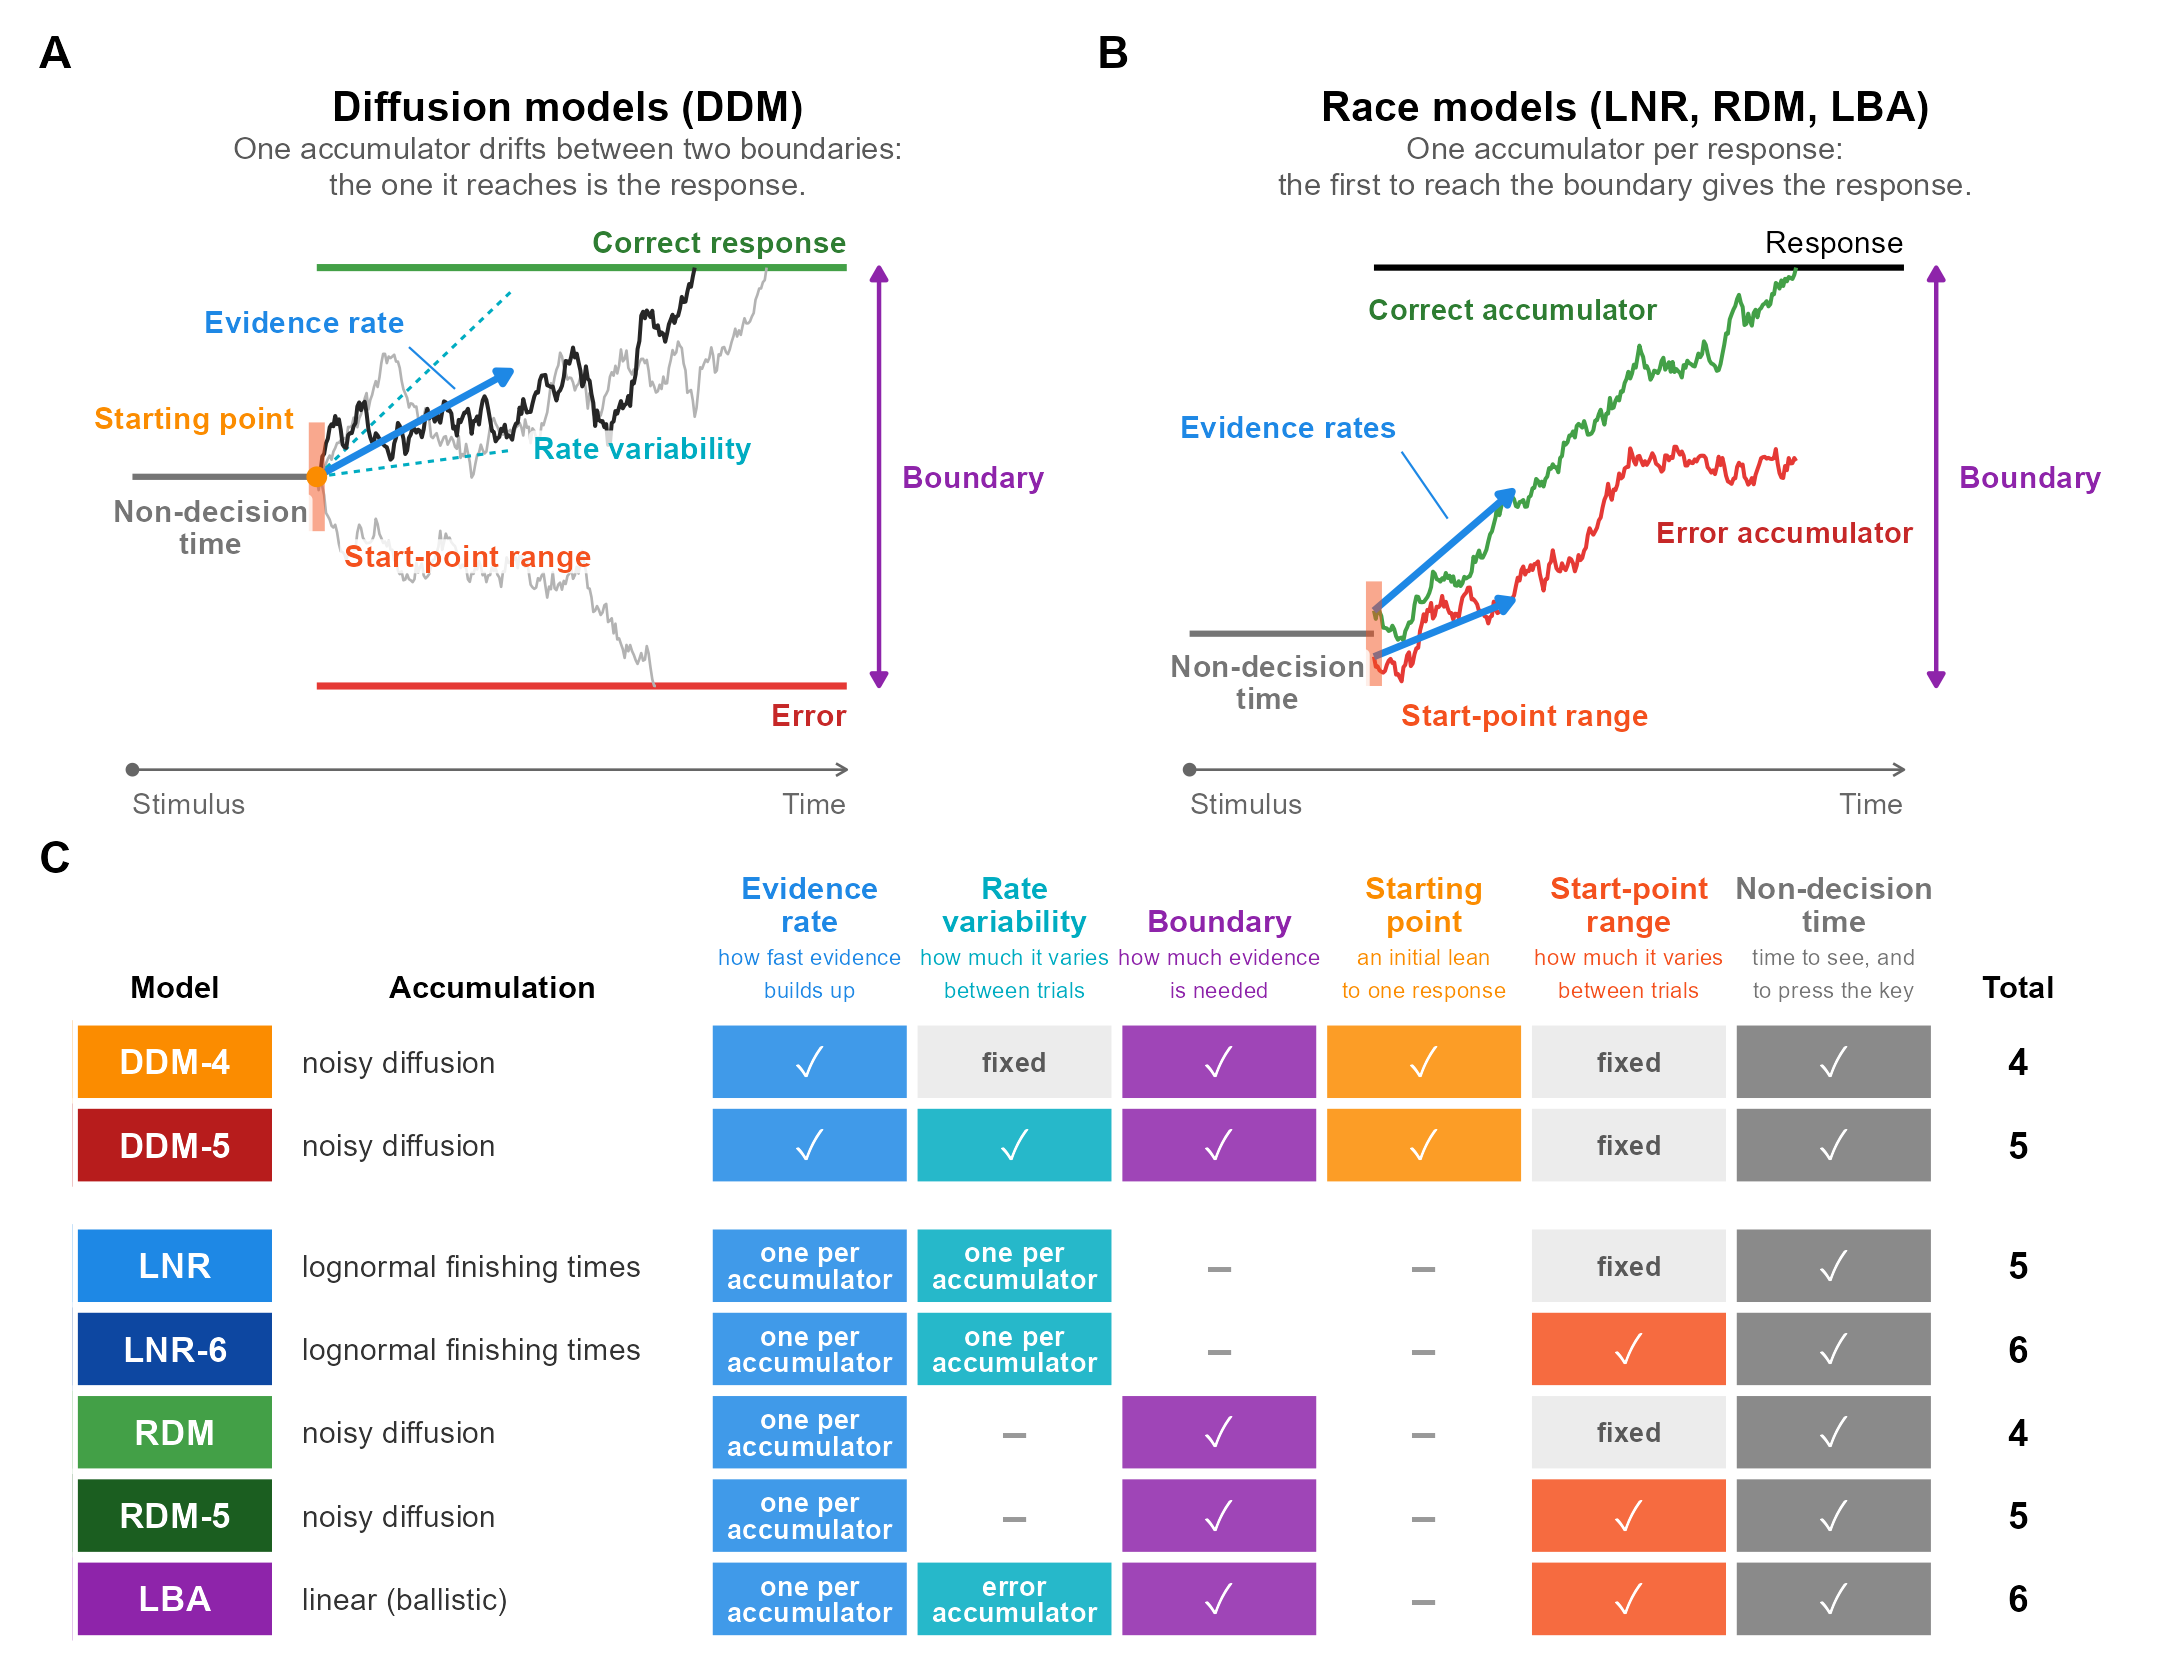 A
Diffusion models (DDM)
One accumulator drifts between two boundaries:
the one it reaches is the response.
Correct response
Evidence rate
Starting point
Rate variability
Boundary
Non-decision
time
Start-point range
Error
Stimulus
Time
B
Race models (LNR, RDM, LBA)
One accumulator per response:
the first to reach the boundary gives the response.
Response
Correct accumulator
Evidence rates
Boundary
Error accumulator
Non-decision
time
Start-point range
Stimulus
Time
C
Model
Accumulation
Evidence
rate
how fast evidence
builds up
Rate
variability
how much it varies
between trials
Boundary
how much evidence
is needed
Starting
point
an initial lean
to one response
Start-point
range
how much it varies
between trials
Non-decision
time
time to see, and
to press the key
Total
DDM-4 noisy diffusion ✓ fixed ✓ ✓ fixed ✓ 4
DDM-5 noisy diffusion ✓ ✓ ✓ ✓ fixed ✓ 5
LNR lognormal finishing times one per accumulator one per accumulator – – fixed ✓ 5
LNR-6 lognormal finishing times one per accumulator one per accumulator – – ✓ ✓ 6
RDM noisy diffusion one per accumulator – ✓ – fixed ✓ 4
RDM-5 noisy diffusion one per accumulator – ✓ – ✓ ✓ 5
LBA linear (ballistic) one per accumulator error accumulator ✓ – ✓ ✓ 6